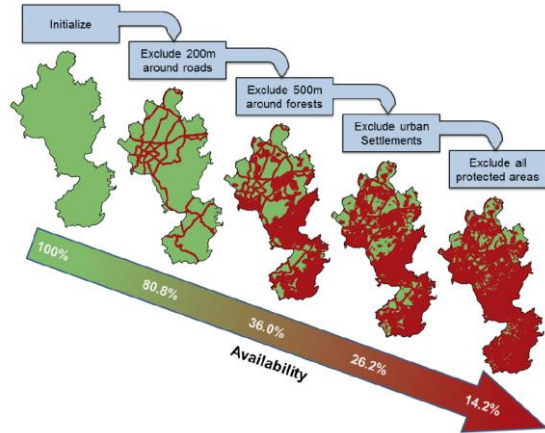 Initialize
Exclude 200m
around roads
Exclude 500m
around forests
Exclude urban
Settlements
Exclude all
protected areas
100%
80.8%
36.0%
26.2%
14.2%
Availability